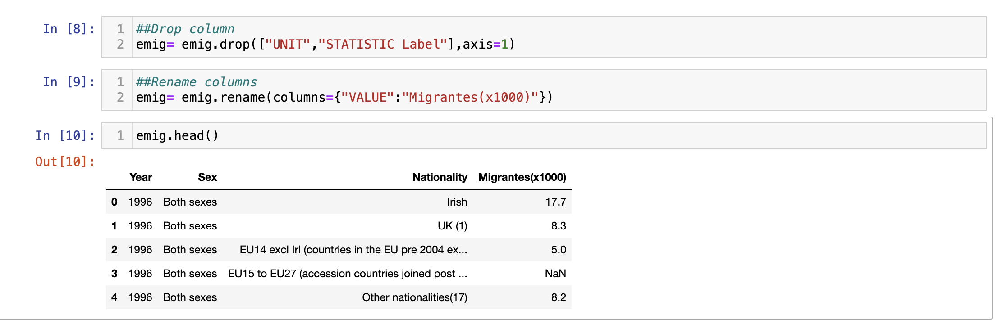 In [8]:
1 ##Drop column
2 emig= emig.drop(["UNIT","STATISTIC Label"],axis=1)
In [9]:
1 ##Rename columns
2 emig= emig.rename(columns={"VALUE":"Migrantes(x1000)"})
In [10]:
1 emig.head()
Out[10]:
Year Sex Nationality Migrantes(x1000)
0 1996 Both sexes Irish 17.7
1 1996 Both sexes UK (1) 8.3
2 1996 Both sexes EU14 excl Irl (countries in the EU pre 2004 ex... 5.0
3 1996 Both sexes EU15 to EU27 (accession countries joined post ... NaN
4 1996 Both sexes Other nationalities(17) 8.2